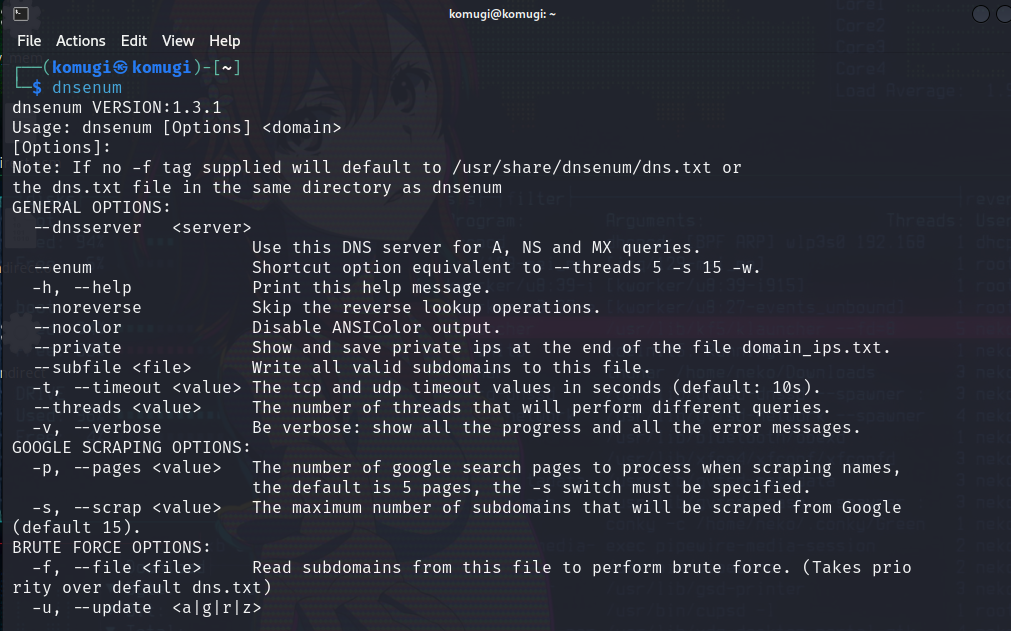 komugi@komugi: ~
File Actions Edit View Help
┌──(komugi㉿komugi)-[~]
└─$ dnsenum
dnsenum VERSION:1.3.1
Usage: dnsenum [Options] <domain>
[Options]:
Note: If no -f tag supplied will default to /usr/share/dnsenum/dns.txt or
the dns.txt file in the same directory as dnsenum
GENERAL OPTIONS:
  --dnsserver   <server>
                        Use this DNS server for A, NS and MX queries.
  --enum                Shortcut option equivalent to --threads 5 -s 15 -w.
  -h, --help            Print this help message.
  --noreverse           Skip the reverse lookup operations.
  --nocolor             Disable ANSIColor output.
  --private             Show and save private ips at the end of the file domain_ips.txt.
  --subfile <file>      Write all valid subdomains to this file.
  -t, --timeout <value> The tcp and udp timeout values in seconds (default: 10s).
  --threads <value>     The number of threads that will perform different queries.
  -v, --verbose         Be verbose: show all the progress and all the error messages.
GOOGLE SCRAPING OPTIONS:
  -p, --pages <value>   The number of google search pages to process when scraping names,
                        the default is 5 pages, the -s switch must be specified.
  -s, --scrap <value>   The maximum number of subdomains that will be scraped from Google
(default 15).
BRUTE FORCE OPTIONS:
  -f, --file <file>     Read subdomains from this file to perform brute force. (Takes prio
rity over default dns.txt)
  -u, --update  <a|g|r|z>